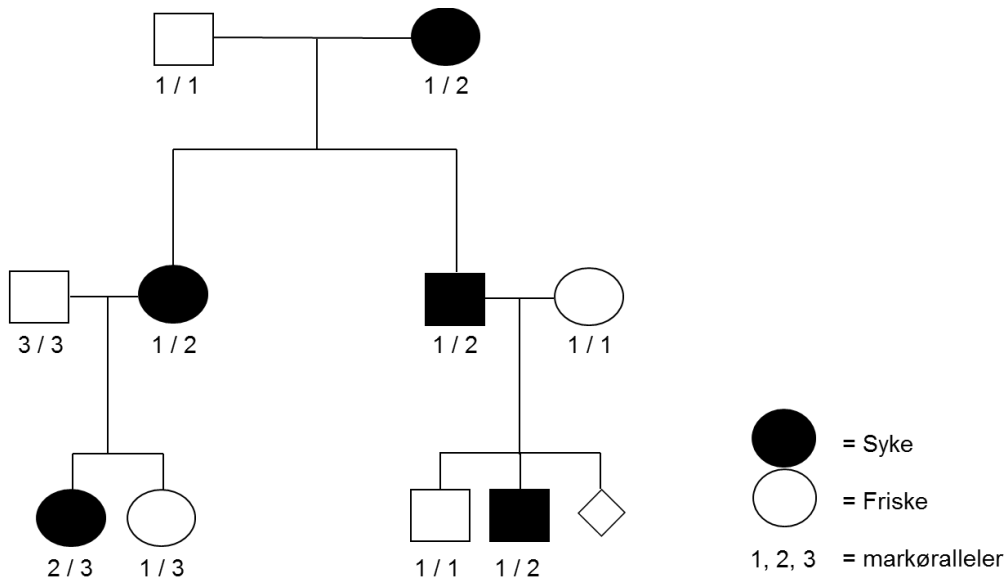 1 / 1
1 / 2
3 / 3
1 / 2
1 / 2
1 / 1
2 / 3
1 / 3
1 / 1
1 / 2
= Syke
= Friske
1, 2, 3 = markøralleler